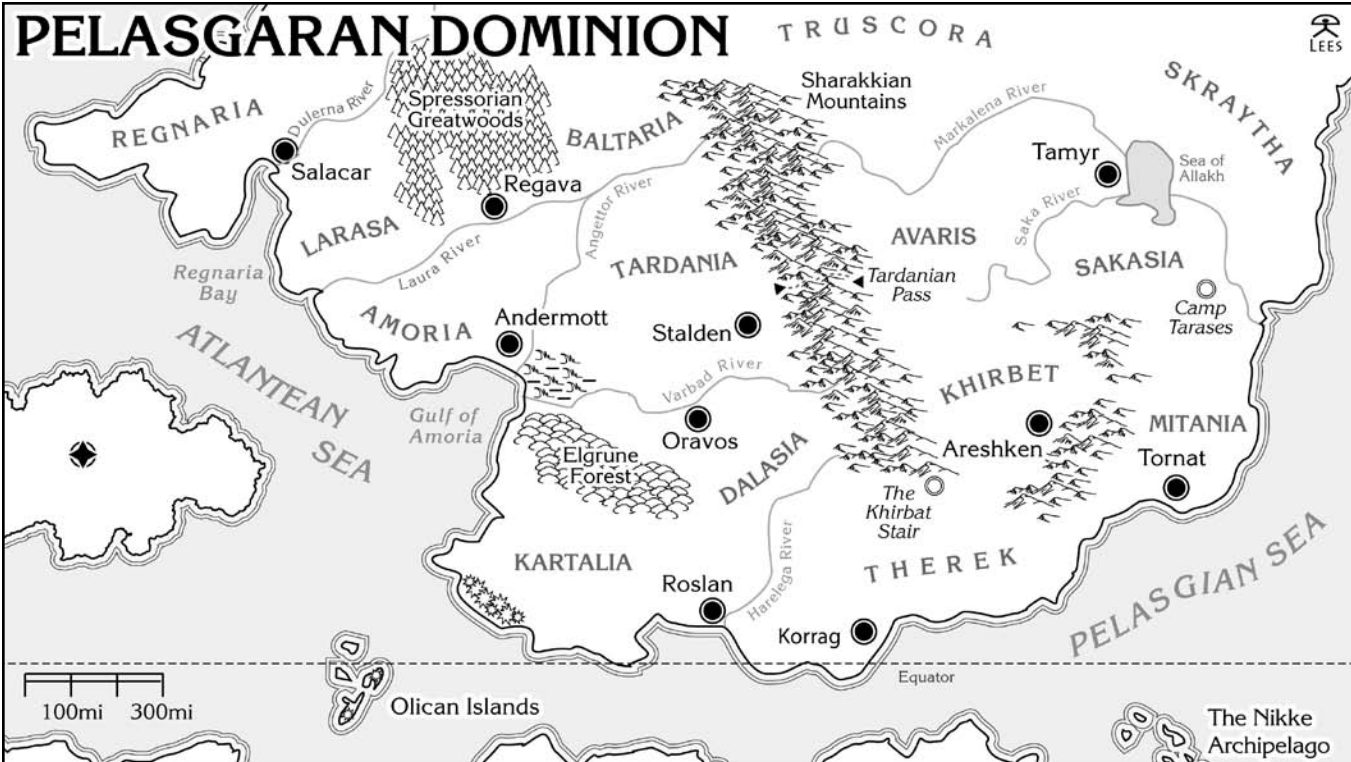 PELASGARAN DOMINION
TRUSCORA
LEES
SKRAYTHA
Sharakkian
Mountains
Spressorian
Greatwoods
Dulerna River
REGNARIA
BALTARIA
Markalena River
Salacar
Regava
Tamyr
Sea of
Allakh
LARASA
Angettor River
Laura River
TARDANIA
AVARIS
Saka River
SAKASIA
Regnaria
Bay
Tardanian
Pass
Camp
Tarases
AMORIA
Andermott
Stalden
ATLANTEAN
SEA
Varbad River
KHIRBET
Gulf of
Amoria
Oravos
Areshken
MITANIA
Elgrune
Forest
DALASIA
Tornat
The
Khirbat
Stair
KARTALIA
Harelega River
THEREK
Roslan
Korrag
PELASGIAN SEA
Equator
100mi
300mi
Olican Islands
The Nikke
Archipelago